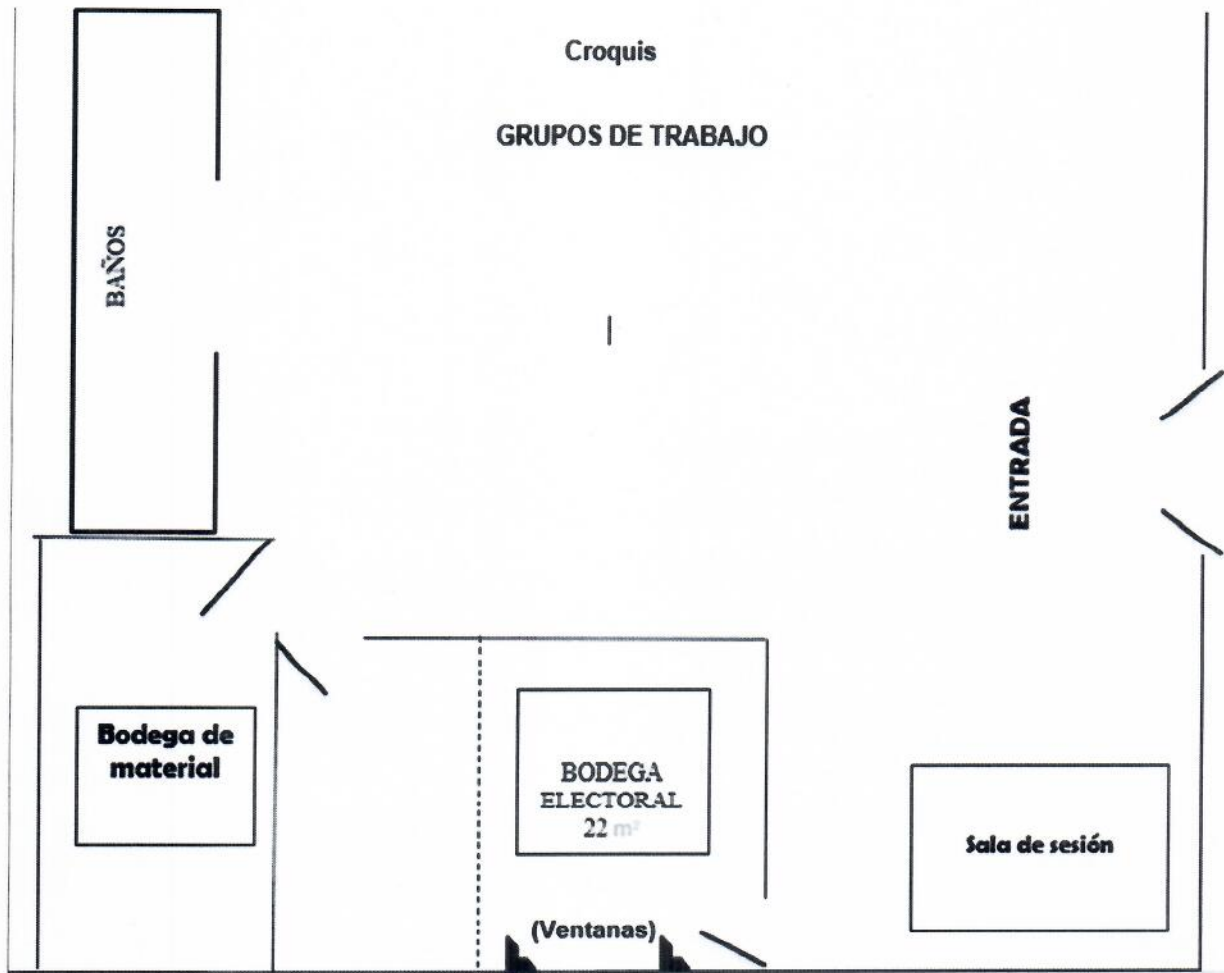 Croquis
GRUPOS DE TRABAJO
BAÑOS
ENTRADA
Bodega de
material
BODEGA
ELECTORAL
22 m²
Sala de sesión
(Ventanas)